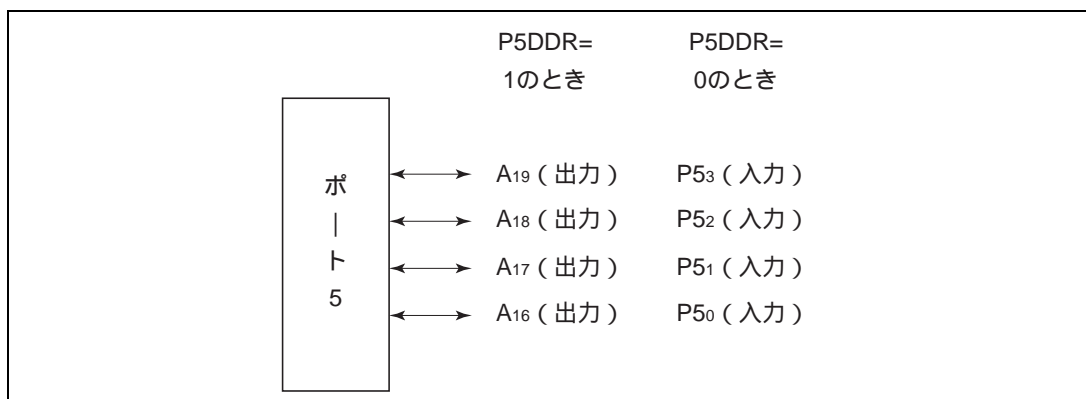 P5DDR= P5DDR=
1のとき 0のとき
ポート5
A19（出力） P53（入力）
A18（出力） P52（入力）
A17（出力） P51（入力）
A16（出力） P50（入力）